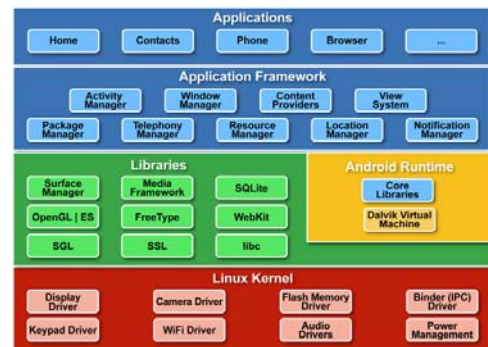 Applications
Home Contacts Phone Browser ...
Application Framework
Activity Manager Window Manager Content Providers View System
Package Manager Telephony Manager Resource Manager Location Manager Notification Manager
Libraries
Surface Manager Media Framework SQLite
OpenGL | ES FreeType WebKit
SGL SSL libc
Android Runtime
Core Libraries
Dalvik Virtual Machine
Linux Kernel
Display Driver Camera Driver Flash Memory Driver Binder (IPC) Driver
Keypad Driver WiFi Driver Audio Drivers Power Management